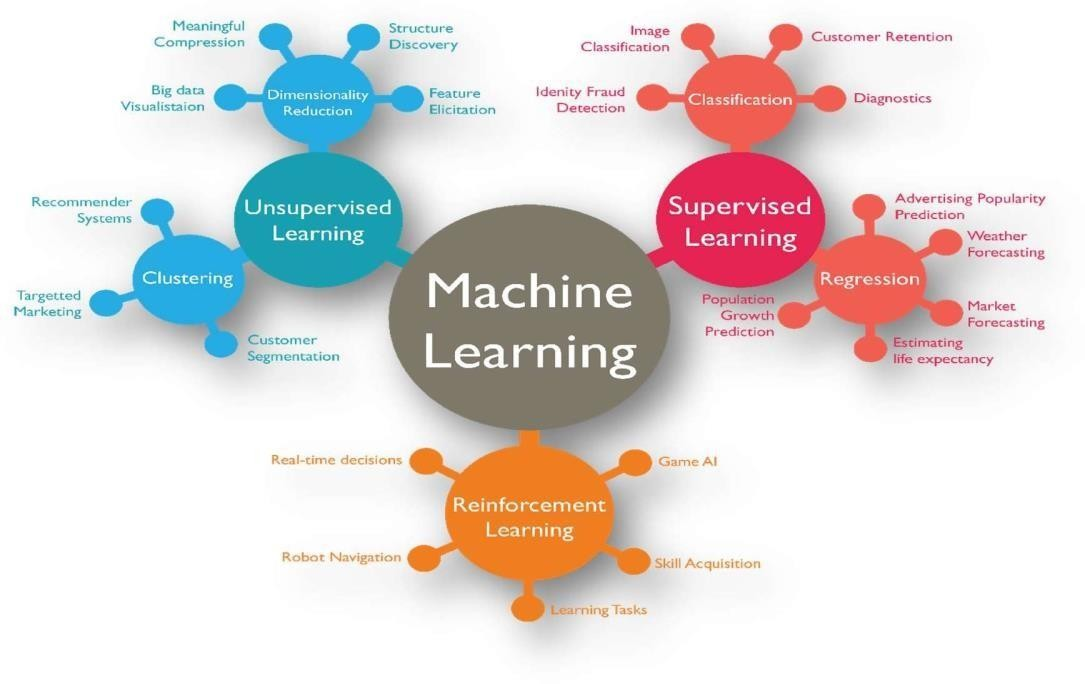 Meaningful
Compression
Structure
Discovery
Big data
Visualistaion
Dimensionality
Reduction
Feature
Elicitation
Image
Classification
Customer Retention
Idenity Fraud
Detection
Classification
Diagnostics
Recommender
Systems
Unsupervised
Learning
Clustering
Targetted
Marketing
Customer
Segmentation
Machine
Learning
Supervised
Learning
Advertising Popularity
Prediction
Weather
Forecasting
Regression
Population
Growth
Prediction
Market
Forecasting
Estimating
life expectancy
Real-time decisions
Game AI
Reinforcement
Learning
Robot Navigation
Skill Acquisition
Learning Tasks